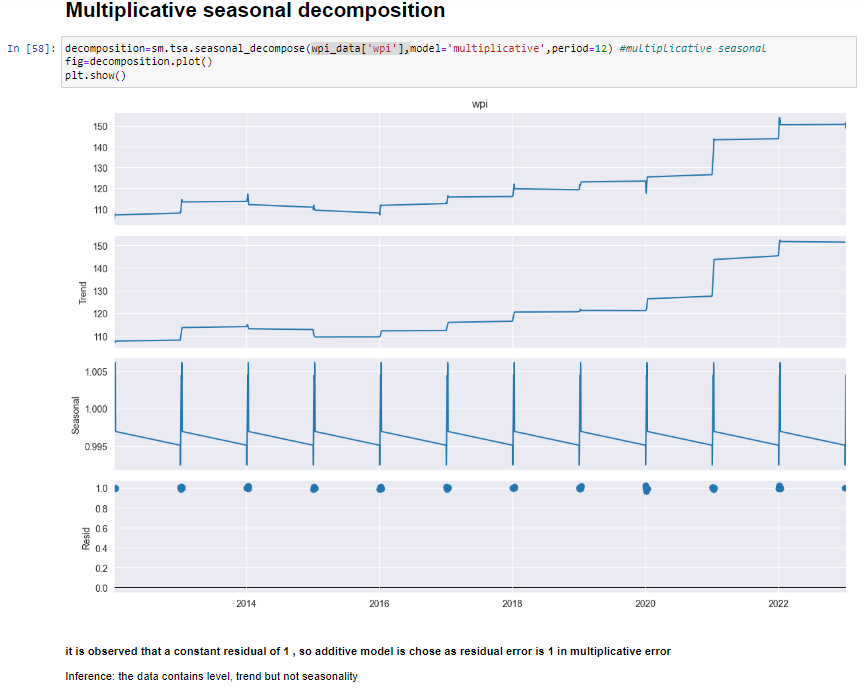 Multiplicative seasonal decomposition
In [58]: decomposition=sm.tsa.seasonal_decompose(wpi_data['wpi'],model='multiplicative',period=12) #multiplicative seasonal
fig=decomposition.plot()
plt.show()
wpi
150
140
130
120
110
150
140
130
120
110
Trend
1.005
1.000
0.995
Seasonal
1.0
0.8
0.6
0.4
0.2
0.0
Resid
2014 2016 2018 2020 2022
it is observed that a constant residual of 1 , so additive model is chose as residual error is 1 in multiplicative error
Inference: the data contains level, trend but not seasonality